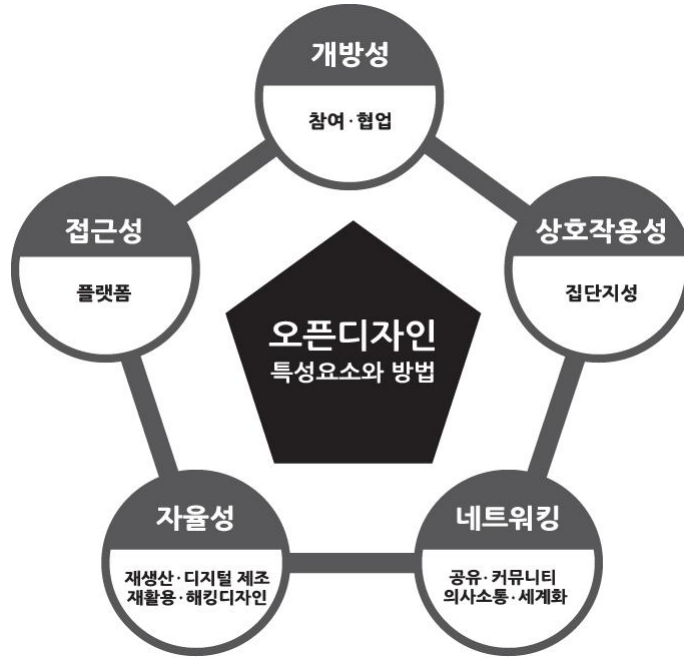 개방성
참여·협업
접근성
플랫폼
상호작용성
집단지성
오픈디자인
특성요소와 방법
자율성
재생산·디지털 제조
재활용·해킹디자인
네트워킹
공유·커뮤니티
의사소통·세계화